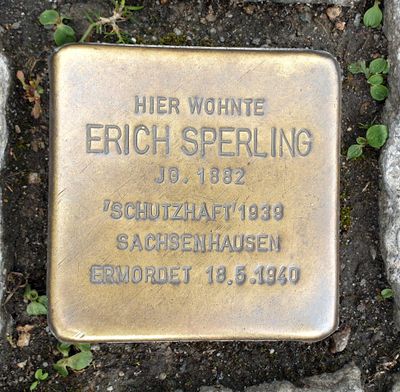 HIER WOHNTE
ERICH SPERLING
JG. 1882
'SCHUTZHAFT' 1939
SACHSENHAUSEN
ERMORDET 18.5.1940